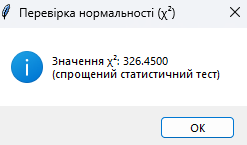 Перевірка нормальності (χ²)
Значення χ²: 326.4500
(спрощений статистичний тест)
OK